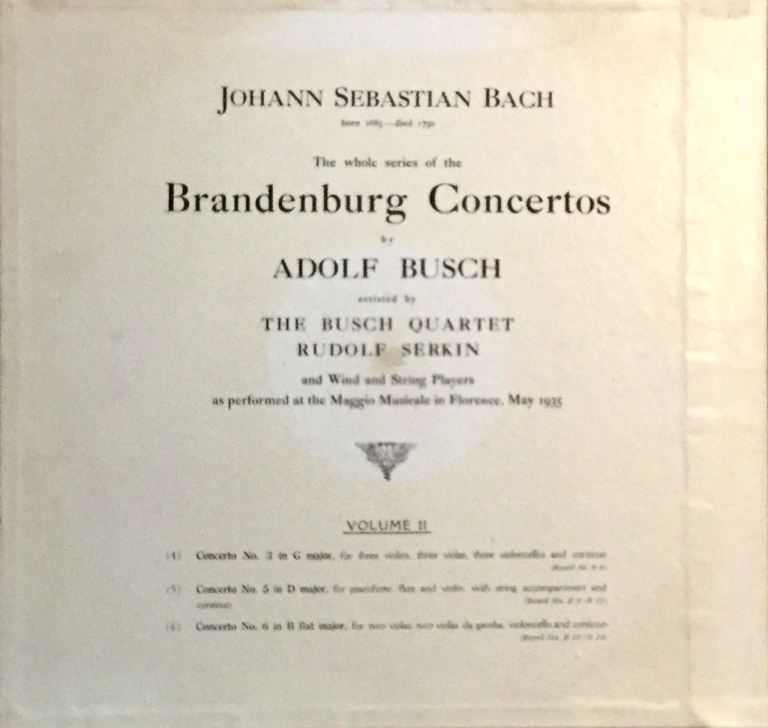 JOHANN SEBASTIAN BACH
born 1685—died 1750
The whole series of the
Brandenburg Concertos
by
ADOLF BUSCH
assisted by
THE BUSCH QUARTET
RUDOLF SERKIN
and Wind and String Players
as performed at the Maggio Musicale in Florence, May 1935
VOLUME II
(4) Concerto No. 3 in G major, for three violins, three violas, three violoncellos and continuo
(5) Concerto No. 5 in D major, for pianoforte, flute and violin, with string accompaniment and
continuo
(6) Concerto No. 6 in B flat major, for two violas, two violas da gamba, violoncello and continuo